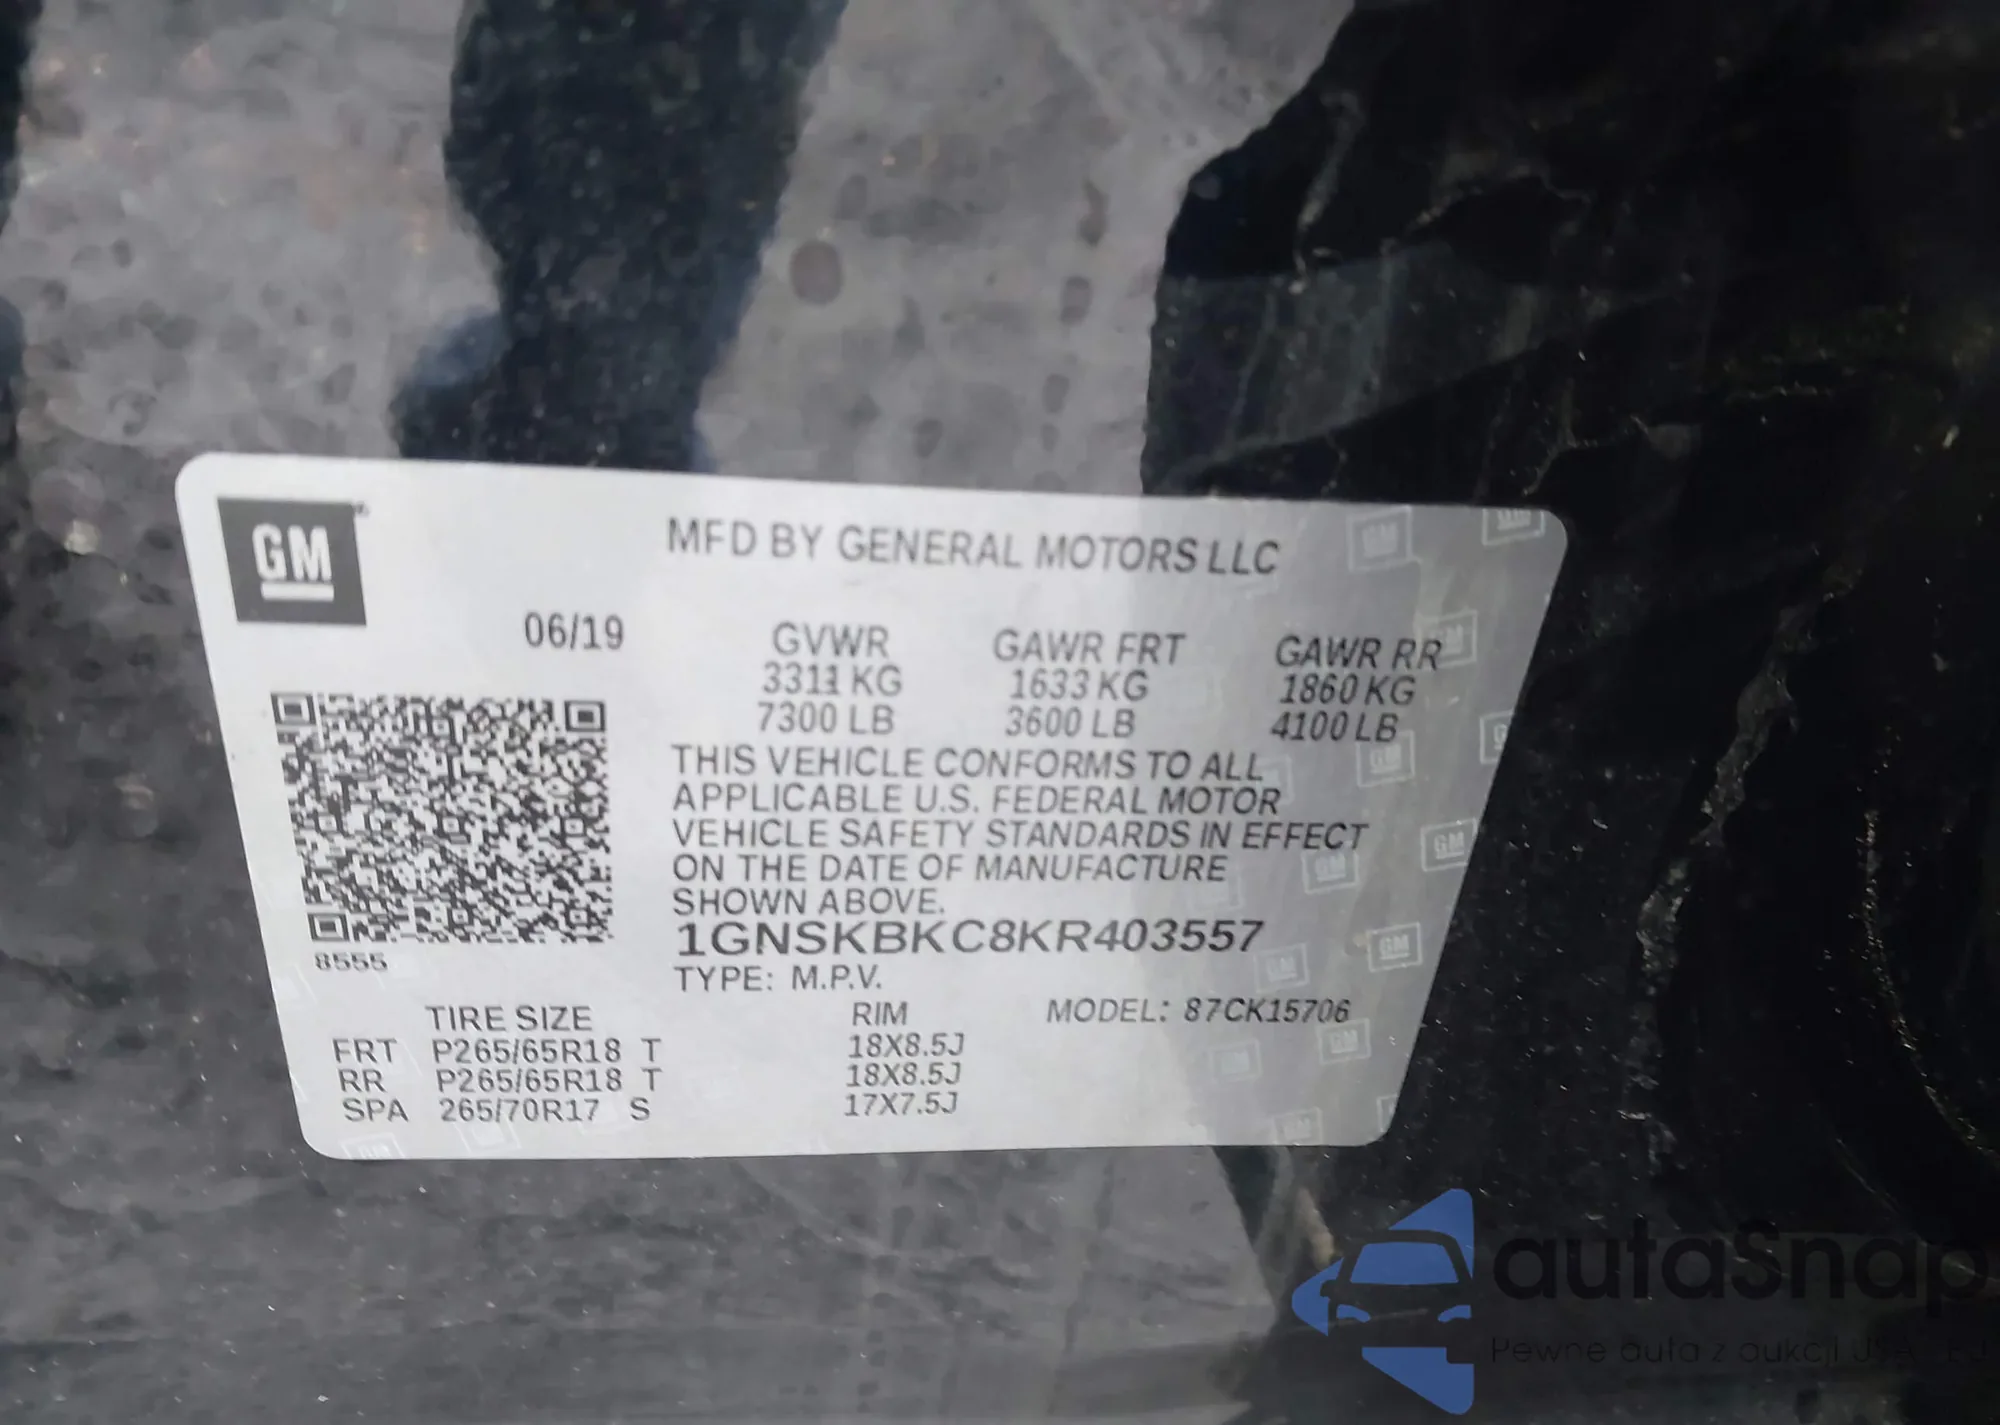 GM
MFD BY GENERAL MOTORS LLC
06/19
GVWR GAWR FRT GAWR RR
3311 KG 1633 KG 1860 KG
7300 LB 3600 LB 4100 LB
THIS VEHICLE CONFORMS TO ALL
APPLICABLE U.S. FEDERAL MOTOR
VEHICLE SAFETY STANDARDS IN EFFECT
ON THE DATE OF MANUFACTURE
SHOWN ABOVE.
1GNSKBKC8KR403557
8555
TYPE: M.P.V.
TIRE SIZE RIM MODEL: 87CK15706
FRT P265/65R18 T 18X8.5J
RR P265/65R18 T 18X8.5J
SPA 265/70R17 S 17X7.5J
autaSnap
Pewne auta z aukcji